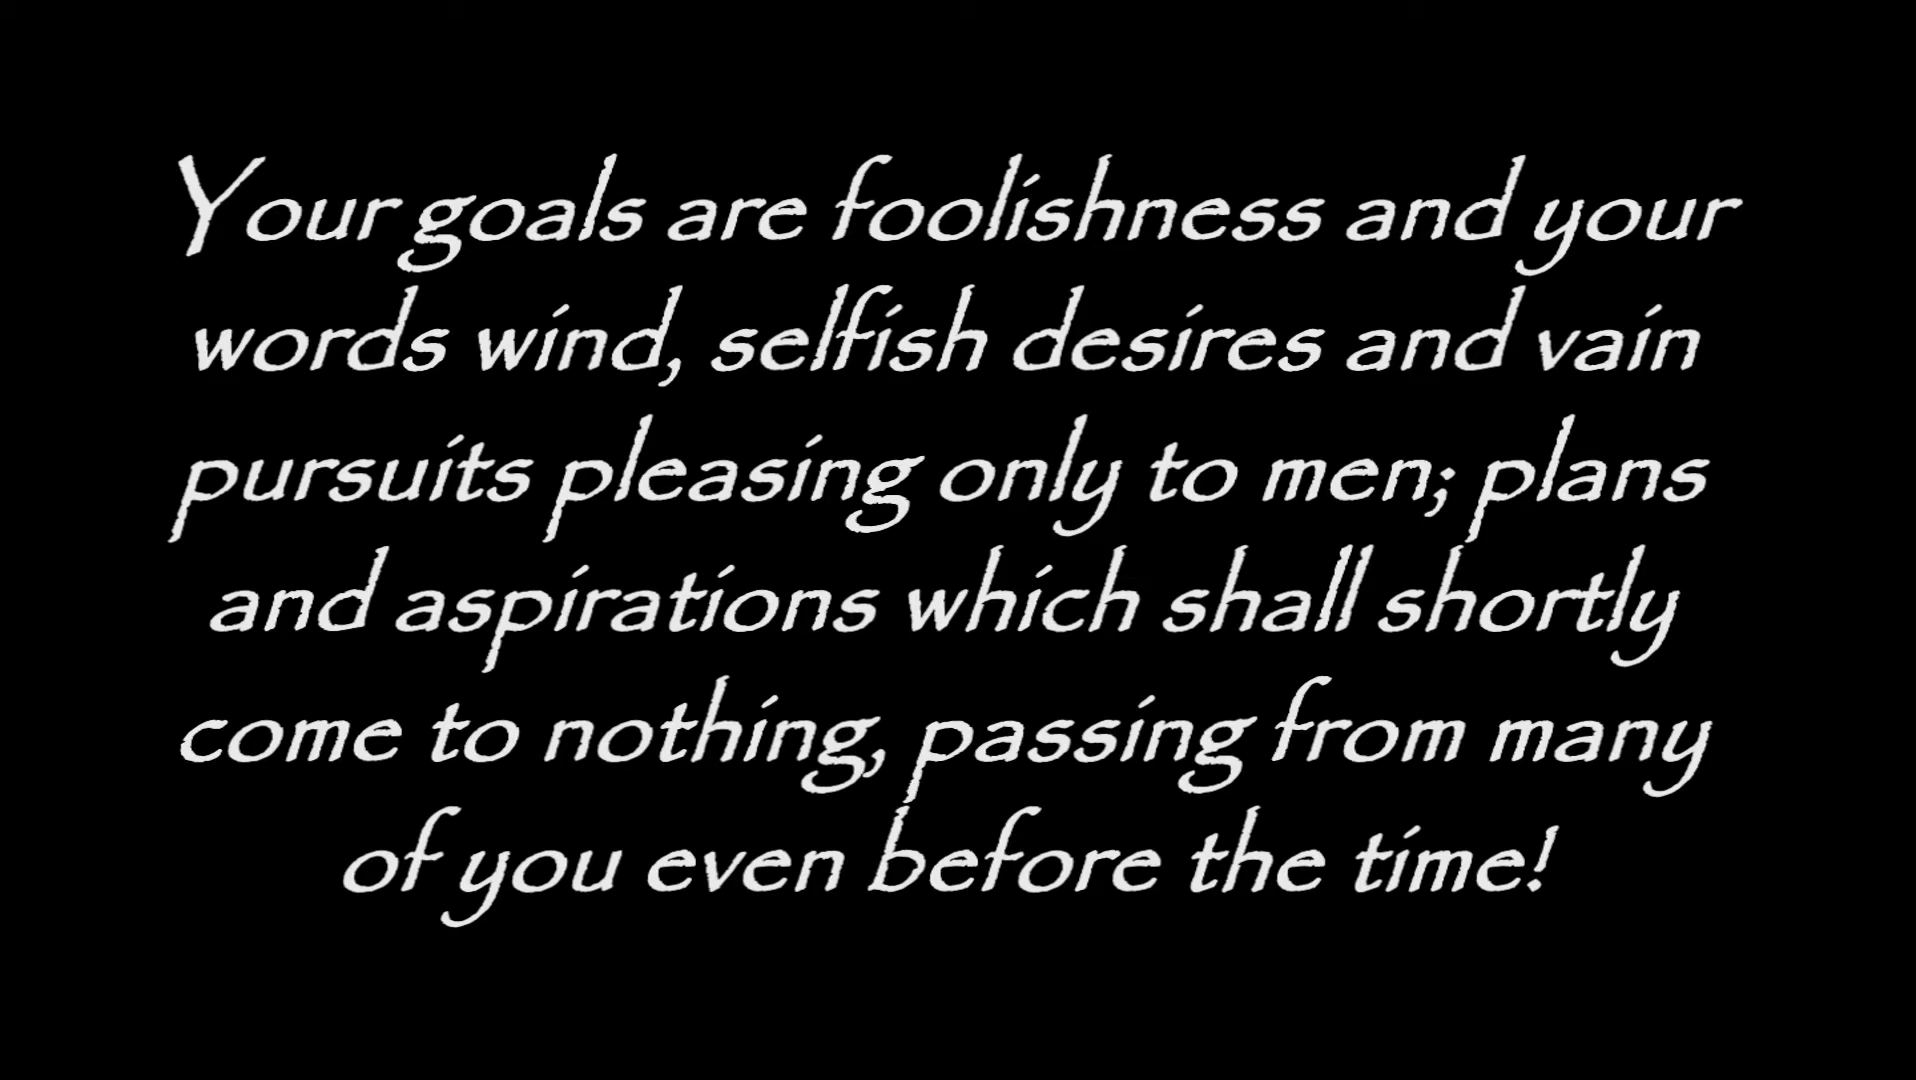 Your goals are foolishness and your
words wind, selfish desires and vain
pursuits pleasing only to men; plans
and aspirations which shall shortly
come to nothing, passing from many
of you even before the time!